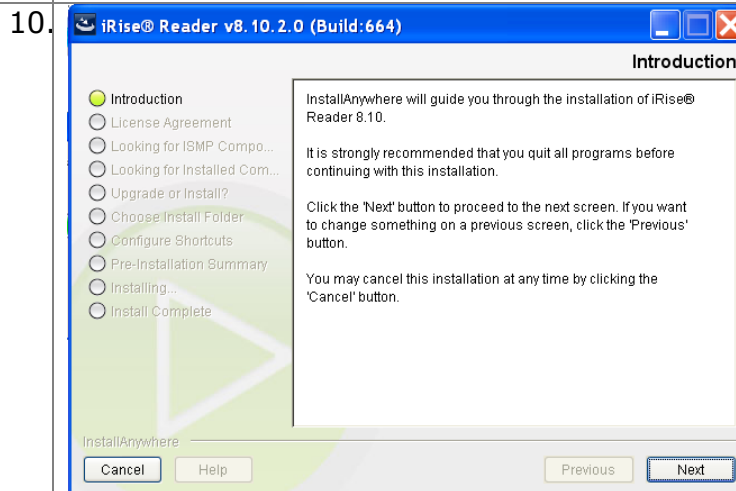 10.
iRise® Reader v8.10.2.0 (Build:664)
Introduction
Introduction
License Agreement
Looking for ISMP Compo...
Looking for Installed Com...
Upgrade or Install?
Choose Install Folder
Configure Shortcuts
Pre-Installation Summary
Installing...
Install Complete
InstallAnywhere will guide you through the installation of iRise®
Reader 8.10.
It is strongly recommended that you quit all programs before
continuing with this installation.
Click the 'Next' button to proceed to the next screen. If you want
to change something on a previous screen, click the 'Previous'
button.
You may cancel this installation at any time by clicking the
'Cancel' button.
InstallAnywhere
Cancel Help Previous Next